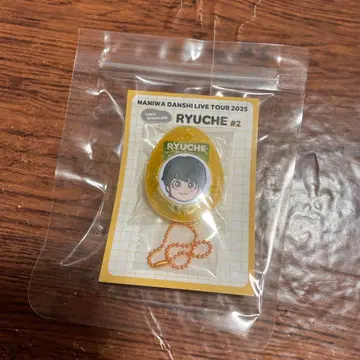 NANIWA DANSHI LIVE TOUR 2025
RYUCHE #2
RYUCHE